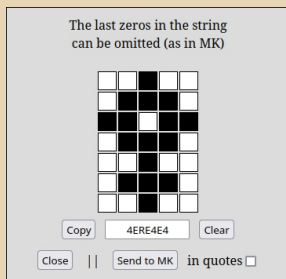 The last zeros in the string
can be omitted (as in MK)
Copy 4ERE4E4 Clear
Close || Send to MK in quotes